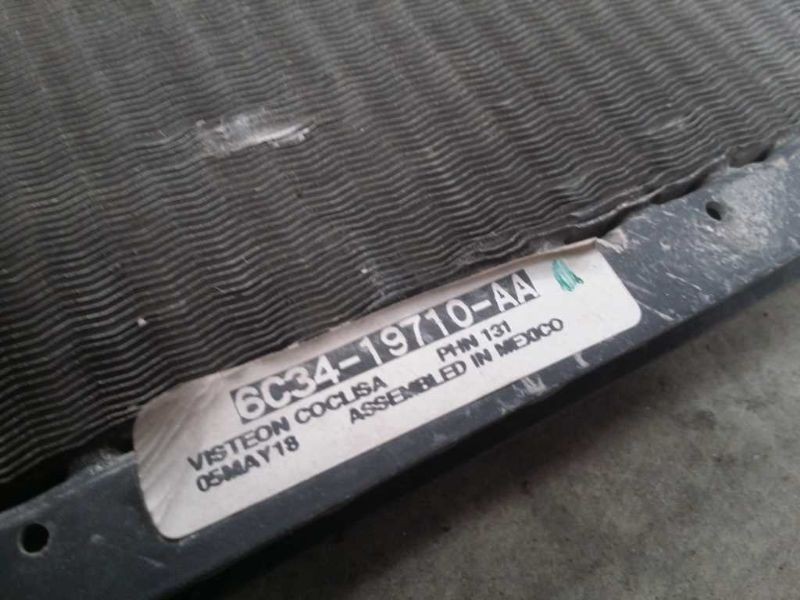 6C34-19710-AA
VISTEON COCLISA PHN 131
05MAY18 ASSEMBLED IN MEXICO